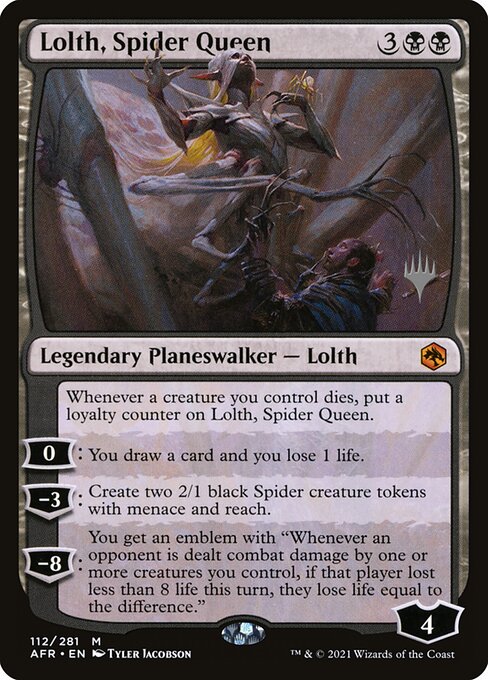 Lolth, Spider Queen 3
Legendary Planeswalker — Lolth
Whenever a creature you control dies, put a
loyalty counter on Lolth, Spider Queen.
0: You draw a card and you lose 1 life.
−3: Create two 2/1 black Spider creature tokens
with menace and reach.
You get an emblem with “Whenever an
opponent is dealt combat damage by one or
−8: more creatures you control, if that player lost
less than 8 life this turn, they lose life equal to
the difference.”
4
112/281 M
AFR • EN Tyler Jacobson
™ & © 2021 Wizards of the Coast